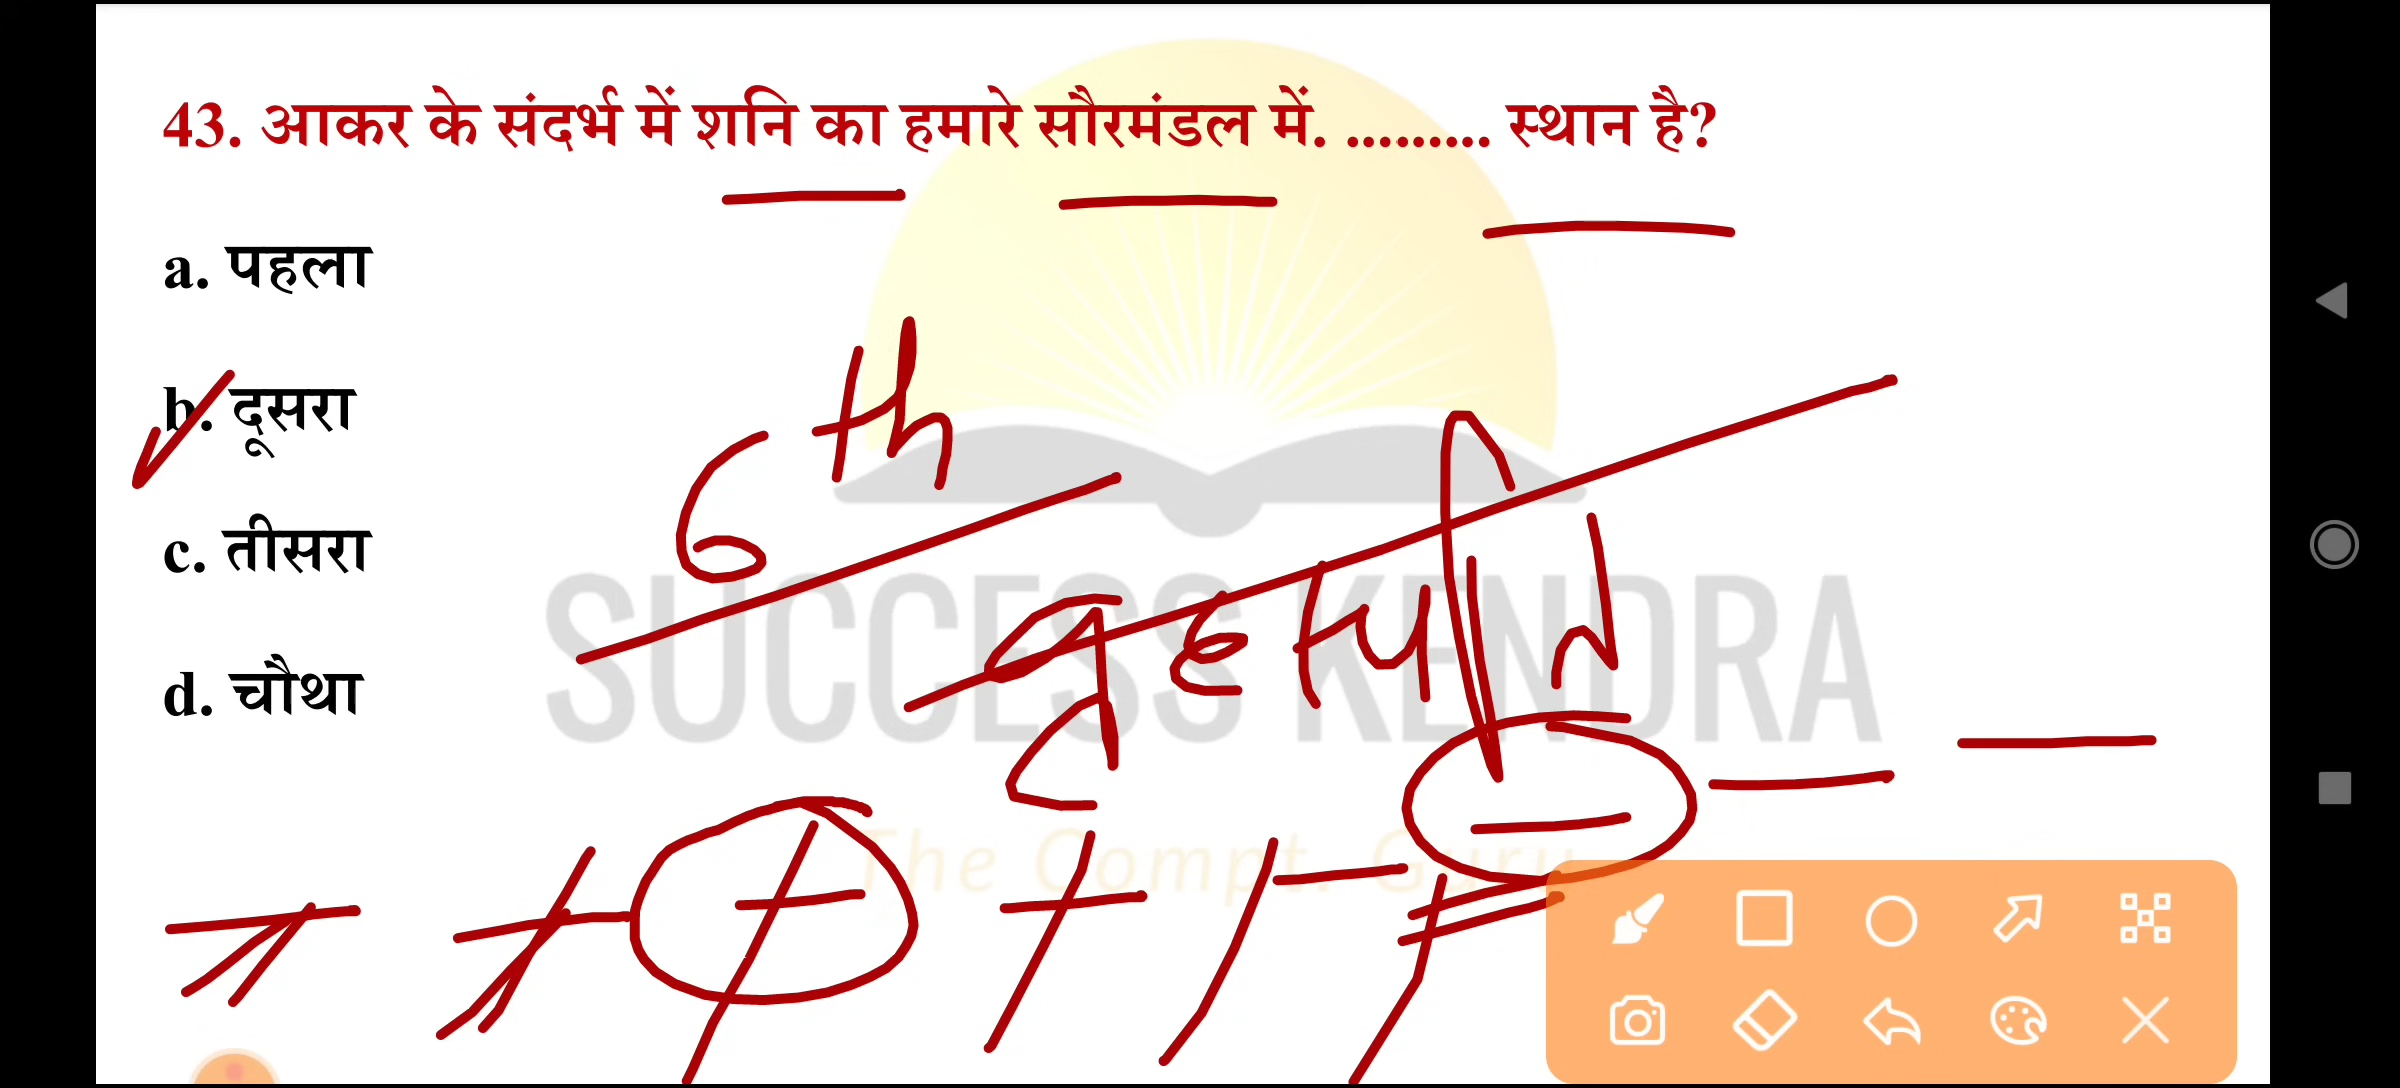 43. आकर के संदर्भ में शनि का हमारे सौरमंडल में. ......... स्थान है?
a. पहला
b. दूसरा
c. तीसरा
d. चौथा
6th
SUCCESS KENDRA
The Compt. Guru